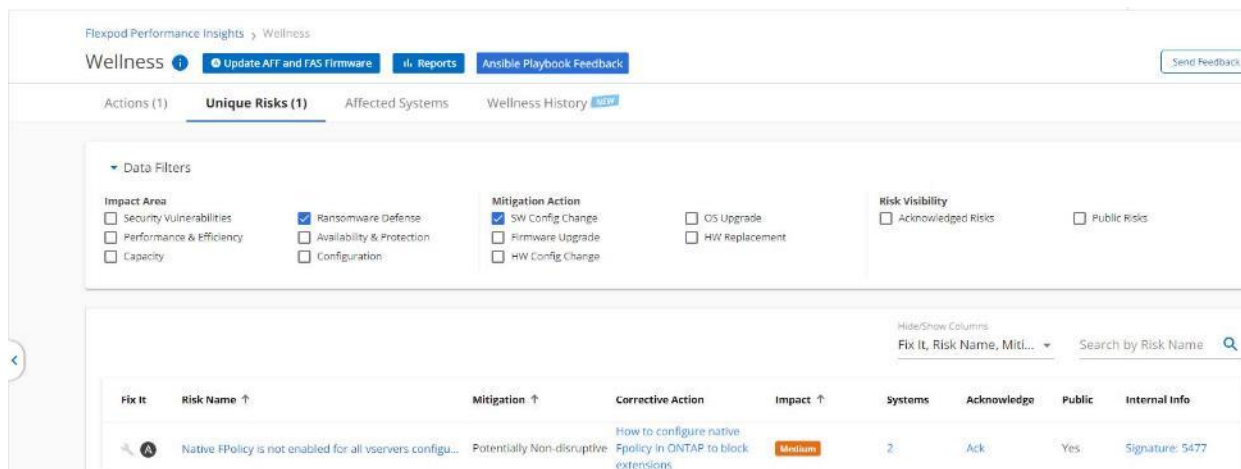 Flexpod Performance Insights > Wellness
Wellness
Update AFF and FAS Firmware
Reports
Ansible Playbook Feedback
Send Feedback
Actions (1)
Unique Risks (1)
Affected Systems
Wellness History NEW
Data Filters
Impact Area
Security Vulnerabilities
Ransomware Defense
Performance & Efficiency
Availability & Protection
Capacity
Configuration
Mitigation Action
SW Config Change
OS Upgrade
Firmware Upgrade
HW Replacement
HW Config Change
Risk Visibility
Acknowledged Risks
Public Risks
Hide/Show Columns
Fix It, Risk Name, Miti...
Search by Risk Name
Fix It
Risk Name ↑
Mitigation ↑
Corrective Action
Impact ↑
Systems
Acknowledge
Public
Internal Info
A
Native FPolicy is not enabled for all vservers configu...
Potentially Non-disruptive
How to configure native
Fpolicy in ONTAP to block
extensions
Medium
2
Ack
Yes
Signature: 5477